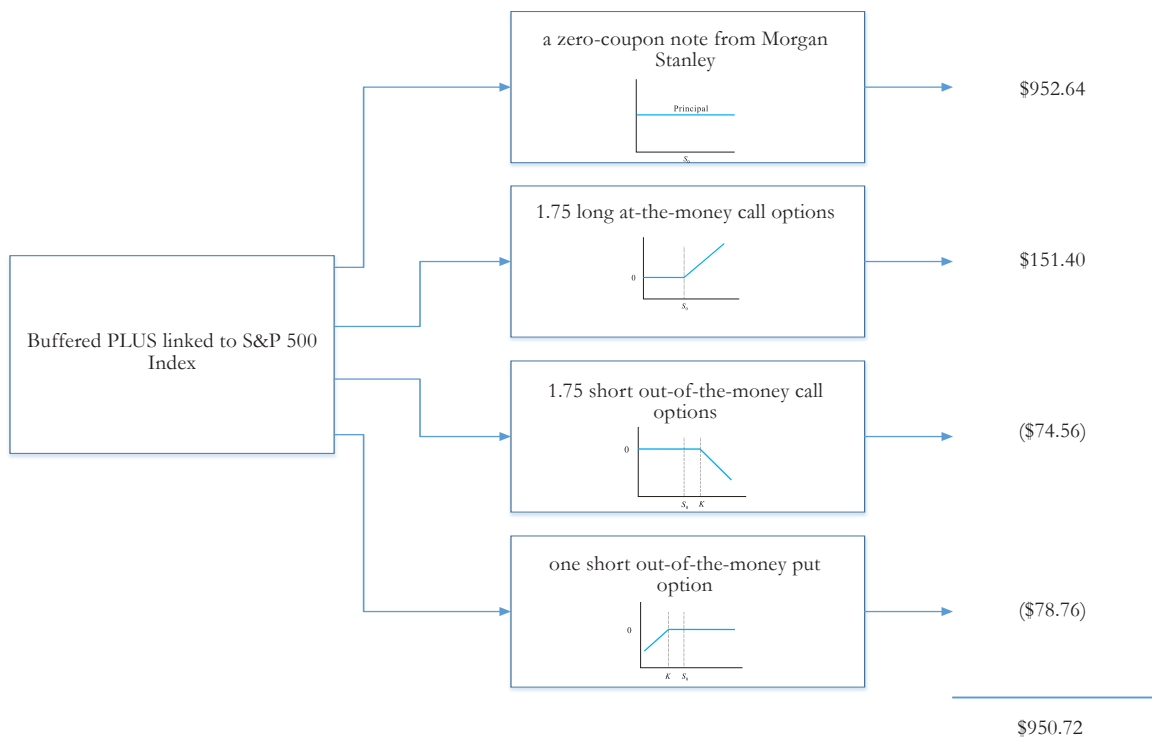 a zero-coupon note from Morgan
Stanley
Principal
S₀
$952.64
1.75 long at-the-money call options
0
S₀
$151.40
Buffered PLUS linked to S&P 500
Index
1.75 short out-of-the-money call
options
0
S₀ K
($74.56)
one short out-of-the-money put
option
0
K S₀
($78.76)
$950.72